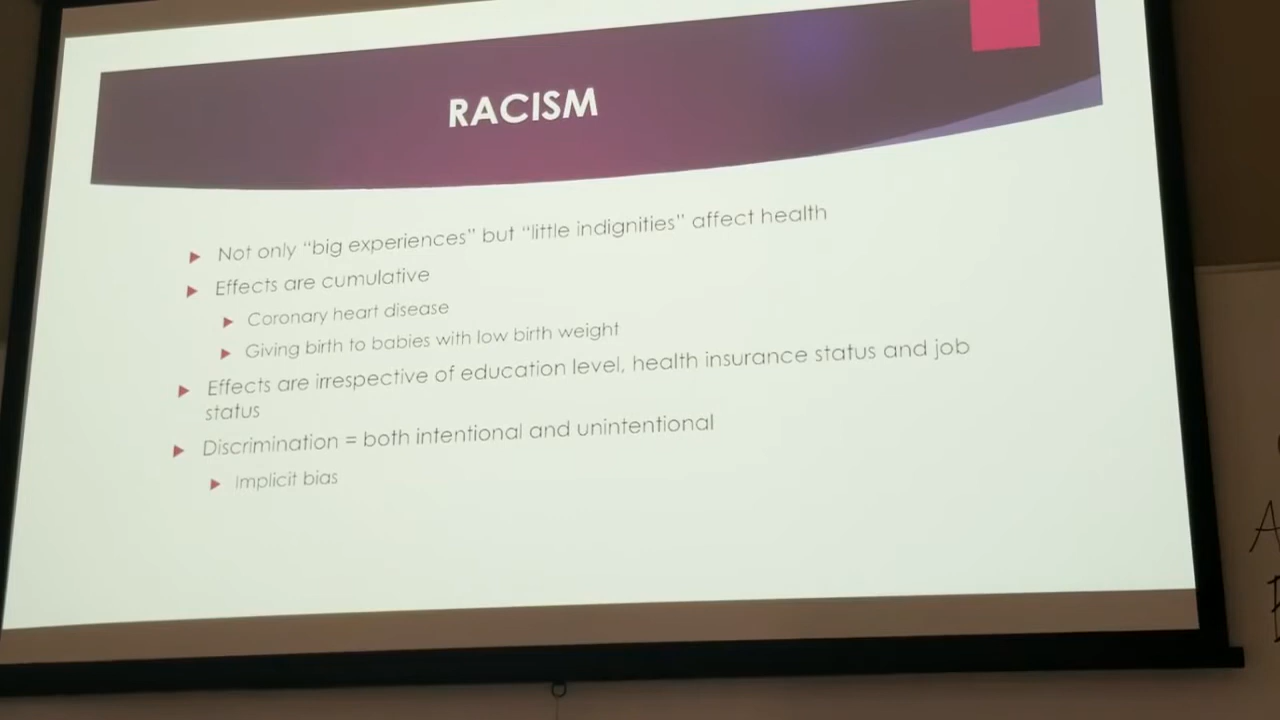 RACISM
Not only “big experiences” but “little indignities” affect health
Effects are cumulative
Coronary heart disease
Giving birth to babies with low birth weight
Effects are irrespective of education level, health insurance status and job
status
Discrimination = both intentional and unintentional
Implicit bias
A